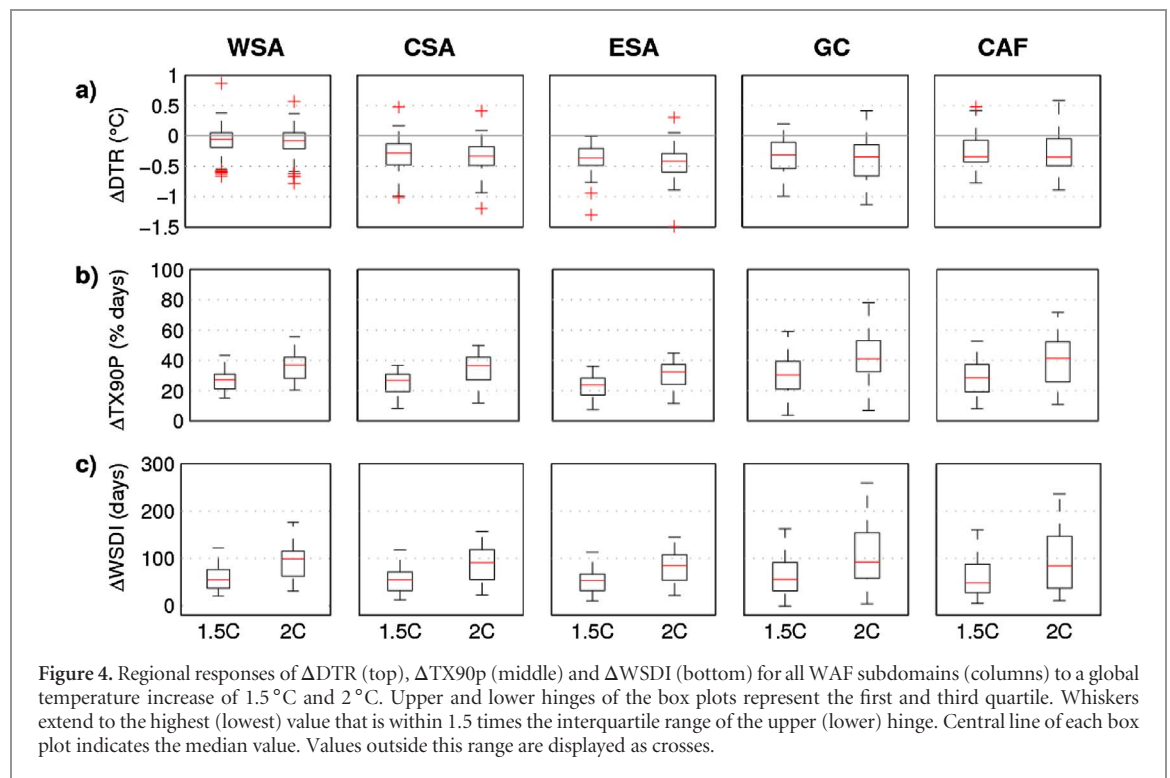 WSA CSA ESA GC CAF
a)
ΔDTR (°C)
1
0.5
0
−0.5
−1
−1.5
b)
ΔTX90P (% days)
100
80
60
40
20
0
c)
ΔWSDI (days)
300
200
100
0
1.5C 2C 1.5C 2C 1.5C 2C 1.5C 2C 1.5C 2C
Figure 4. Regional responses of ΔDTR (top), ΔTX90p (middle) and ΔWSDI (bottom) for all WAF subdomains (columns) to a global
temperature increase of 1.5 °C and 2 °C. Upper and lower hinges of the box plots represent the first and third quartile. Whiskers
extend to the highest (lowest) value that is within 1.5 times the interquartile range of the upper (lower) hinge. Central line of each box
plot indicates the median value. Values outside this range are displayed as crosses.